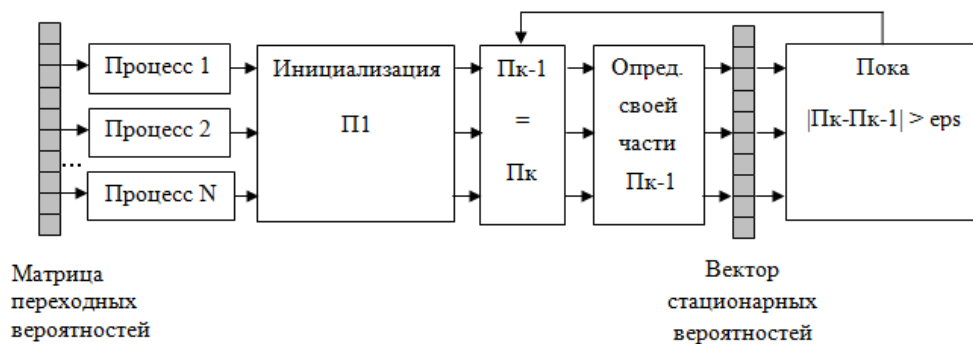 Процесс 1
Процесс 2
...
Процесс N
Инициализация
П1
Пк-1
=
Пк
Опред.
своей
части
Пк-1
Пока
|Пк-Пк-1| > eps
Матрица
переходных
вероятностей
Вектор
стационарных
вероятностей